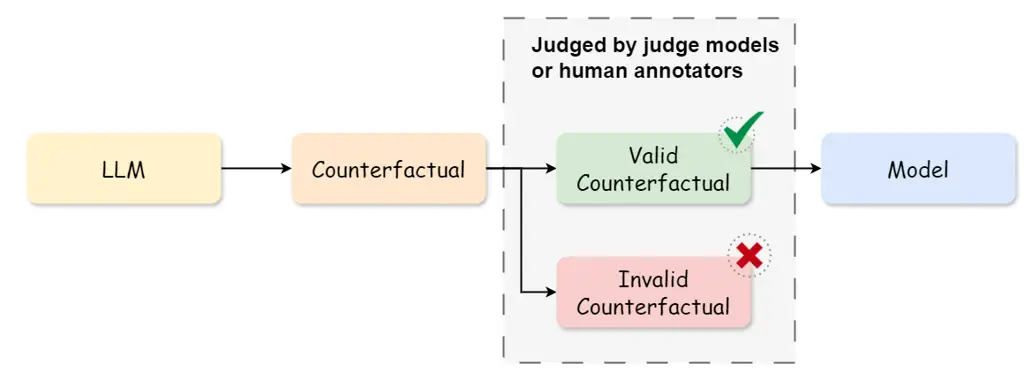 Judged by judge models
or human annotators
LLM
Counterfactual
Valid
Counterfactual
Model
Invalid
Counterfactual